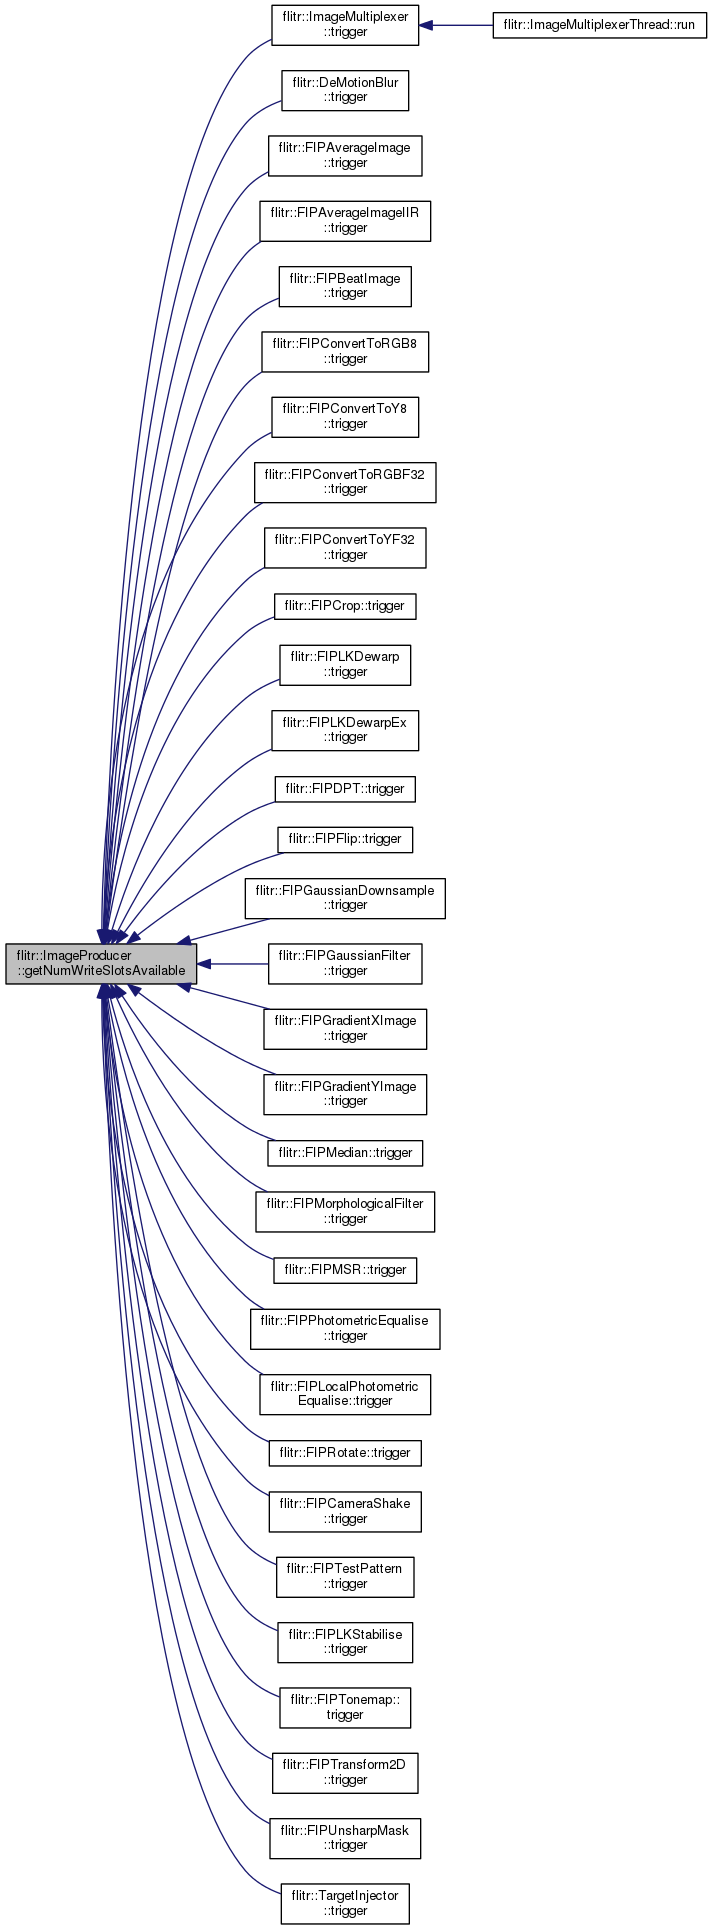 flitr::ImageMultiplexer
::trigger
flitr::ImageMultiplexerThread::run
flitr::DeMotionBlur
::trigger
flitr::FIPAverageImage
::trigger
flitr::FIPAverageImageIIR
::trigger
flitr::FIPBeatImage
::trigger
flitr::FIPConvertToRGB8
::trigger
flitr::FIPConvertToY8
::trigger
flitr::FIPConvertToRGBF32
::trigger
flitr::FIPConvertToYF32
::trigger
flitr::FIPCrop::trigger
flitr::FIPLKDewarp
::trigger
flitr::FIPLKDewarpEx
::trigger
flitr::FIPDPT::trigger
flitr::FIPFlip::trigger
flitr::FIPGaussianDownsample
::trigger
flitr::ImageProducer
::getNumWriteSlotsAvailable
flitr::FIPGaussianFilter
::trigger
flitr::FIPGradientXImage
::trigger
flitr::FIPGradientYImage
::trigger
flitr::FIPMedian::trigger
flitr::FIPMorphologicalFilter
::trigger
flitr::FIPMSR::trigger
flitr::FIPPhotometricEqualise
::trigger
flitr::FIPLocalPhotometric
Equalise::trigger
flitr::FIPRotate::trigger
flitr::FIPCameraShake
::trigger
flitr::FIPTestPattern
::trigger
flitr::FIPLKStabilise
::trigger
flitr::FIPTonemap::
trigger
flitr::FIPTransform2D
::trigger
flitr::FIPUnsharpMask
::trigger
flitr::TargetInjector
::trigger